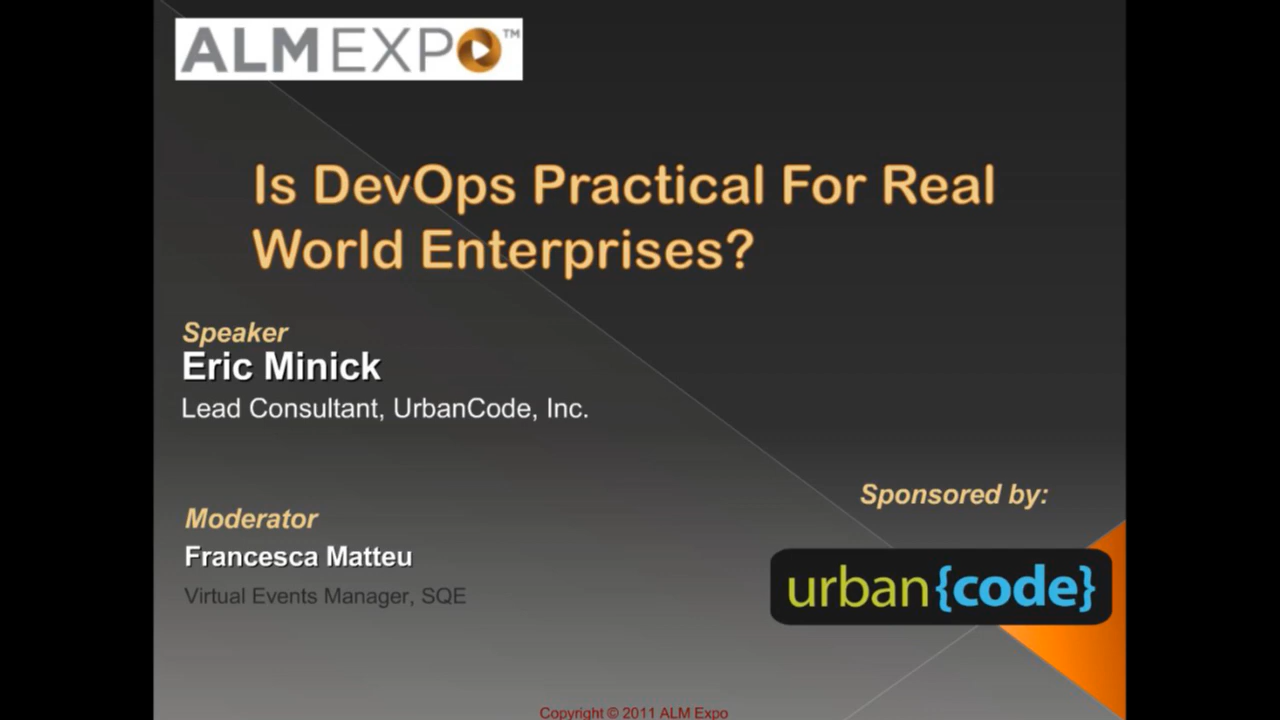 ALMEXPO™
Is DevOps Practical For Real
World Enterprises?
Speaker
Eric Minick
Lead Consultant, UrbanCode, Inc.
Moderator
Francesca Matteu
Virtual Events Manager, SQE
Sponsored by:
urban{code}
Copyright © 2011 ALM Expo